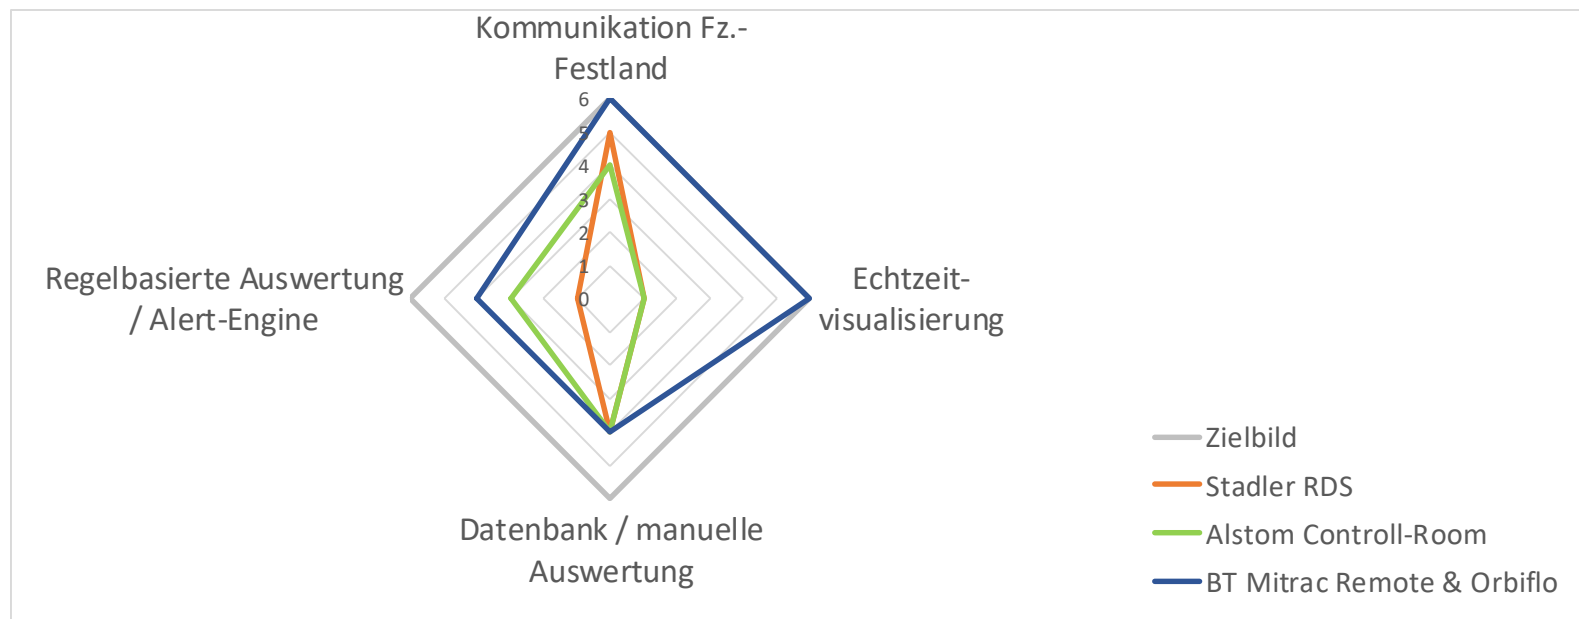 Kommunikation Fz.-
Festland
6
5
4
3
2
1
0
Regelbasierte Auswertung
/ Alert-Engine
Echtzeit-
visualisierung
Datenbank / manuelle
Auswertung
Zielbild
Stadler RDS
Alstom Controll-Room
BT Mitrac Remote & Orbiflo